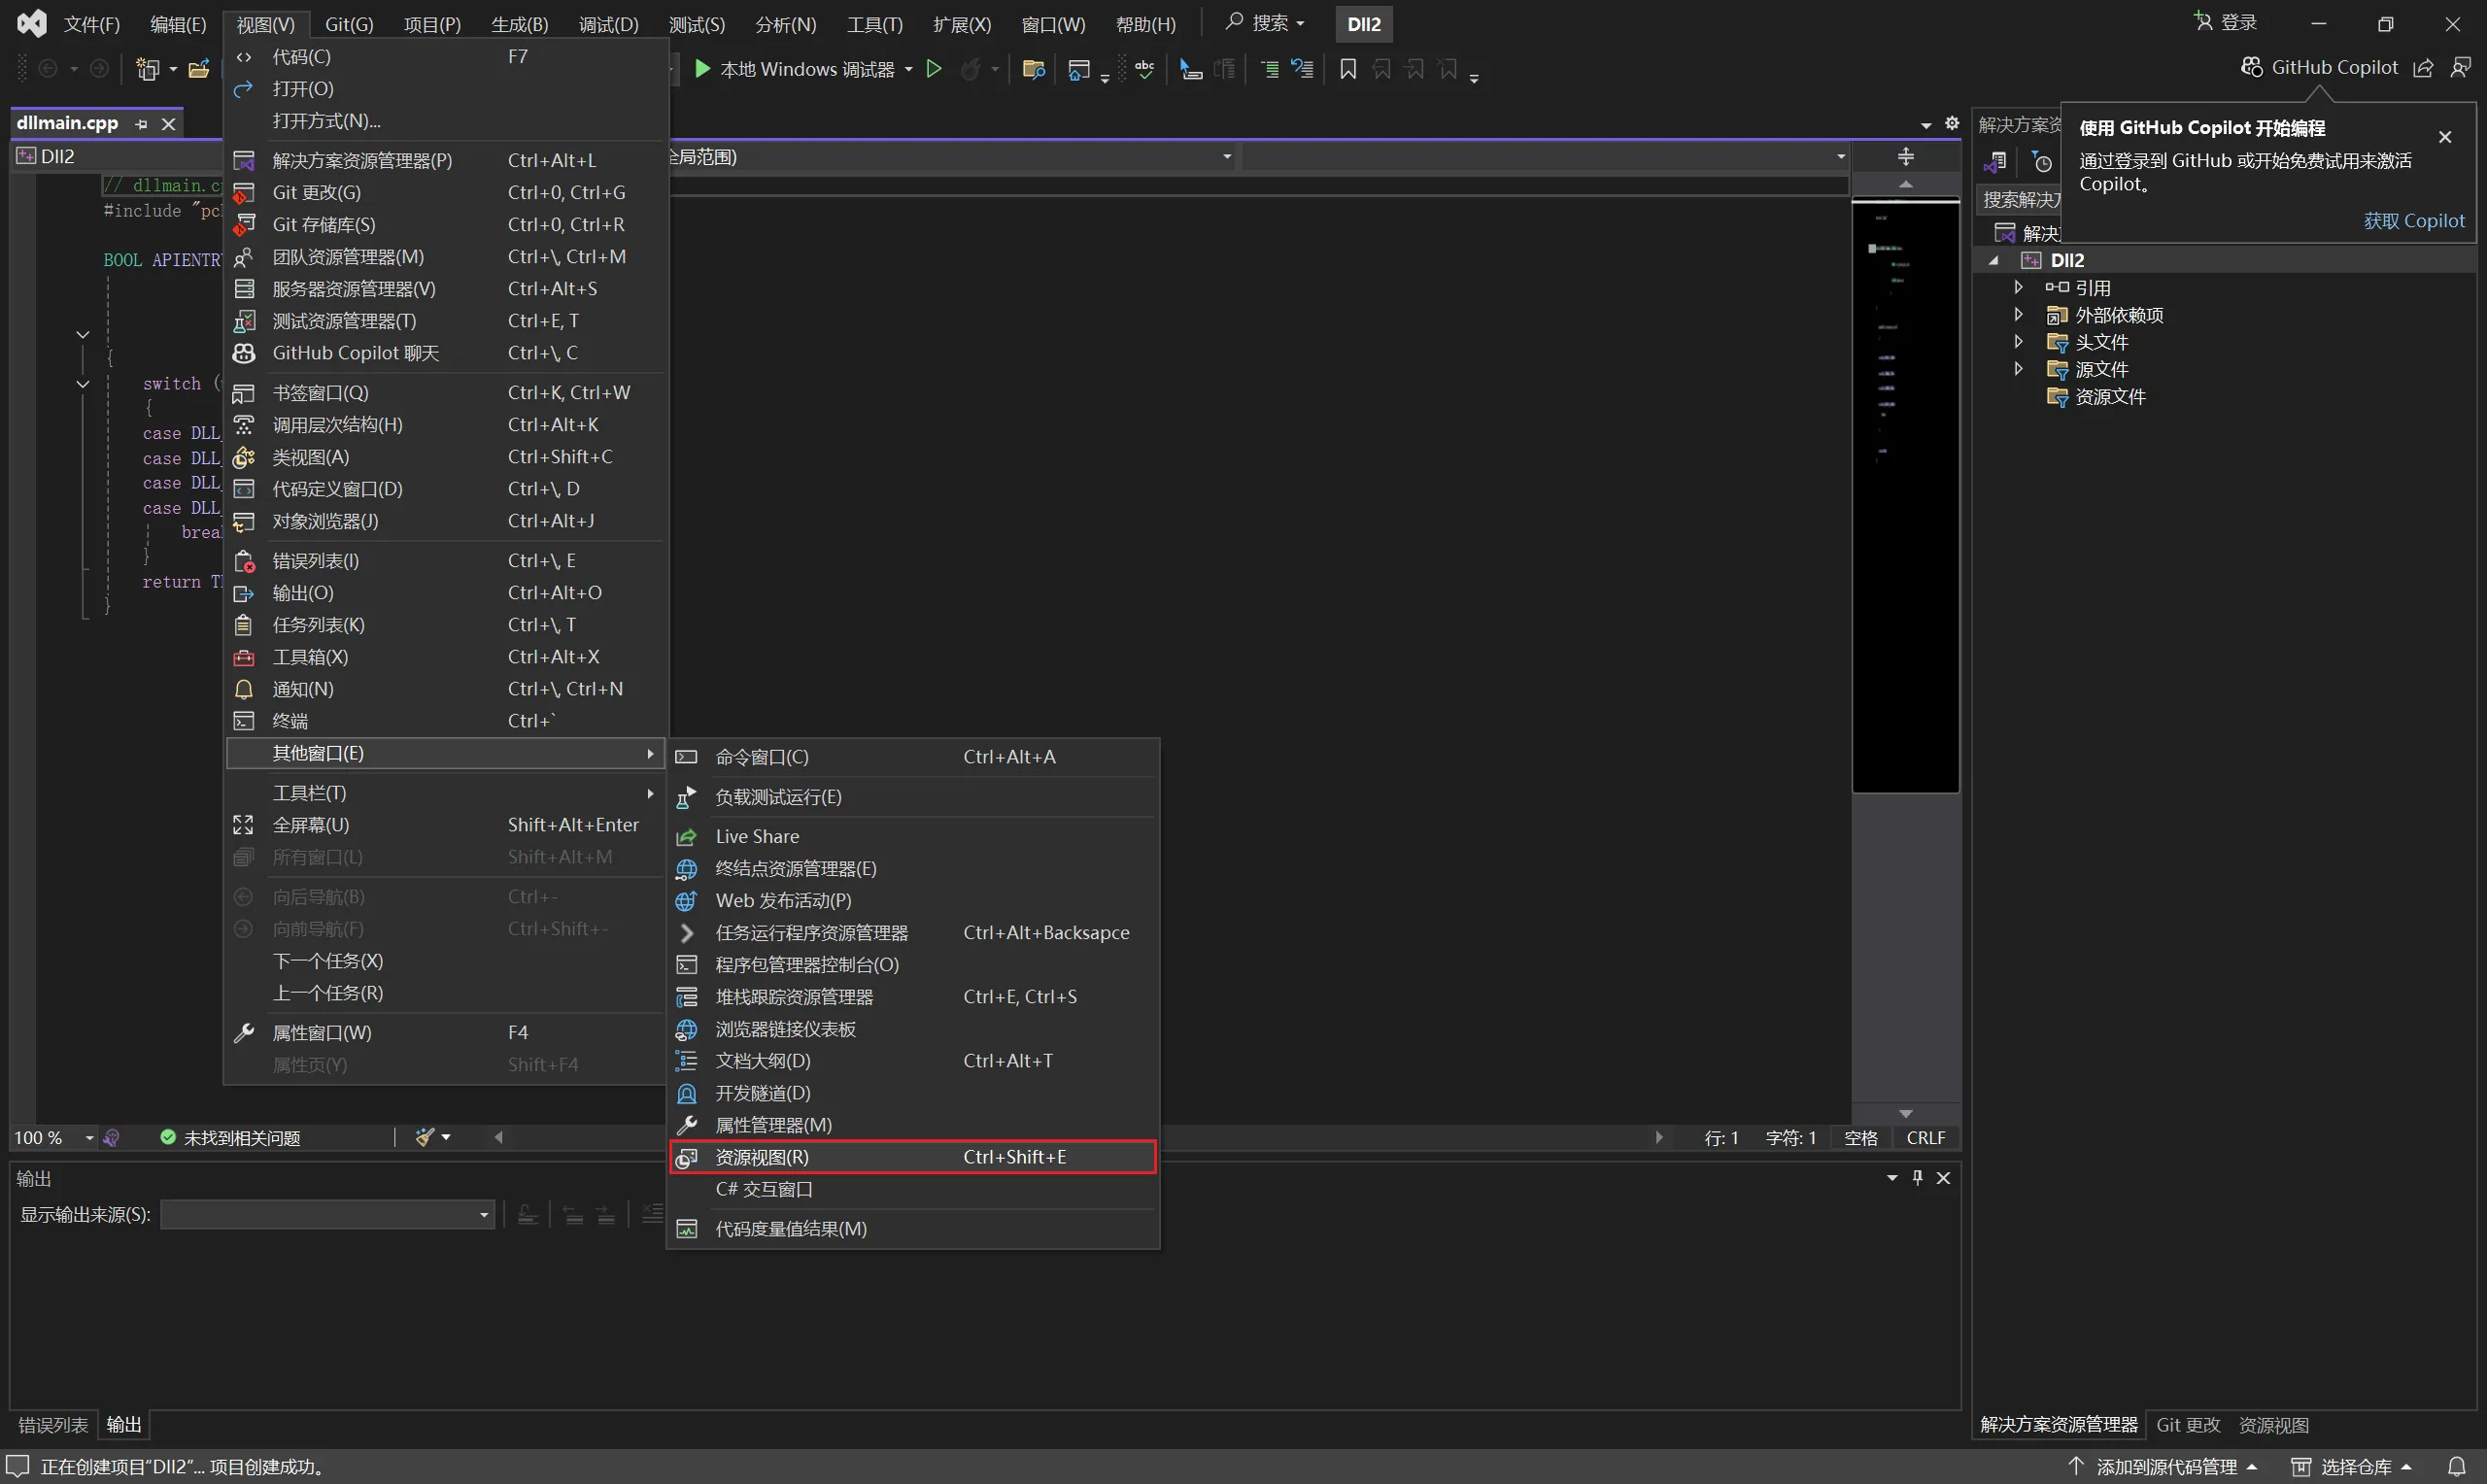 文件(F) 编辑(E) 视图(V) Git(G) 项目(P) 生成(B) 调试(D) 测试(S) 分析(N) 工具(T) 扩展(X) 窗口(W) 帮助(H) 搜索 Dll2 登录
本地 Windows 调试器 GitHub Copilot
代码(C) F7
打开(O)
打开方式(N)...
解决方案资源管理器(P) Ctrl+Alt+L
Git 更改(G) Ctrl+0, Ctrl+G
Git 存储库(S) Ctrl+0, Ctrl+R
团队资源管理器(M) Ctrl+\, Ctrl+M
服务器资源管理器(V) Ctrl+Alt+S
测试资源管理器(T) Ctrl+E, T
GitHub Copilot 聊天 Ctrl+\, C
书签窗口(Q) Ctrl+K, Ctrl+W
调用层次结构(H) Ctrl+Alt+K
类视图(A) Ctrl+Shift+C
代码定义窗口(D) Ctrl+\, D
对象浏览器(J) Ctrl+Alt+J
错误列表(I) Ctrl+\, E
输出(O) Ctrl+Alt+O
任务列表(K) Ctrl+\, T
工具箱(X) Ctrl+Alt+X
通知(N) Ctrl+\, Ctrl+N
终端 Ctrl+`
其他窗口(E)
工具栏(T)
全屏幕(U) Shift+Alt+Enter
所有窗口(L) Shift+Alt+M
向后导航(B) Ctrl+-
向前导航(F) Ctrl+Shift+-
下一个任务(X)
上一个任务(R)
属性窗口(W) F4
属性页(Y) Shift+F4
命令窗口(C) Ctrl+Alt+A
负载测试运行(E)
Live Share
终结点资源管理器(E)
Web 发布活动(P)
任务运行程序资源管理器 Ctrl+Alt+Backsapce
程序包管理器控制台(O)
堆栈跟踪资源管理器 Ctrl+E, Ctrl+S
浏览器链接仪表板
文档大纲(D) Ctrl+Alt+T
开发隧道(D)
属性管理器(M)
资源视图(R) Ctrl+Shift+E
C# 交互窗口
代码度量值结果(M)
dllmain.cpp
Dll2
全局范围)
// dllmain.c
#include "pc
BOOL APIENTR
{
switch (
{
case DLL_
case DLL_
case DLL_
case DLL_
brea
}
return T
}
100 % 未找到相关问题 行: 1 字符: 1 空格 CRLF
输出
显示输出来源(S):
错误列表 输出
解决方案资
使用 GitHub Copilot 开始编程
通过登录到 GitHub 或开始免费试用来激活
Copilot。
获取 Copilot
搜索解决方
解决
Dll2
引用
外部依赖项
头文件
源文件
资源文件
解决方案资源管理器 Git 更改 资源视图
正在创建项目"Dll2"... 项目创建成功。 添加到源代码管理 选择仓库